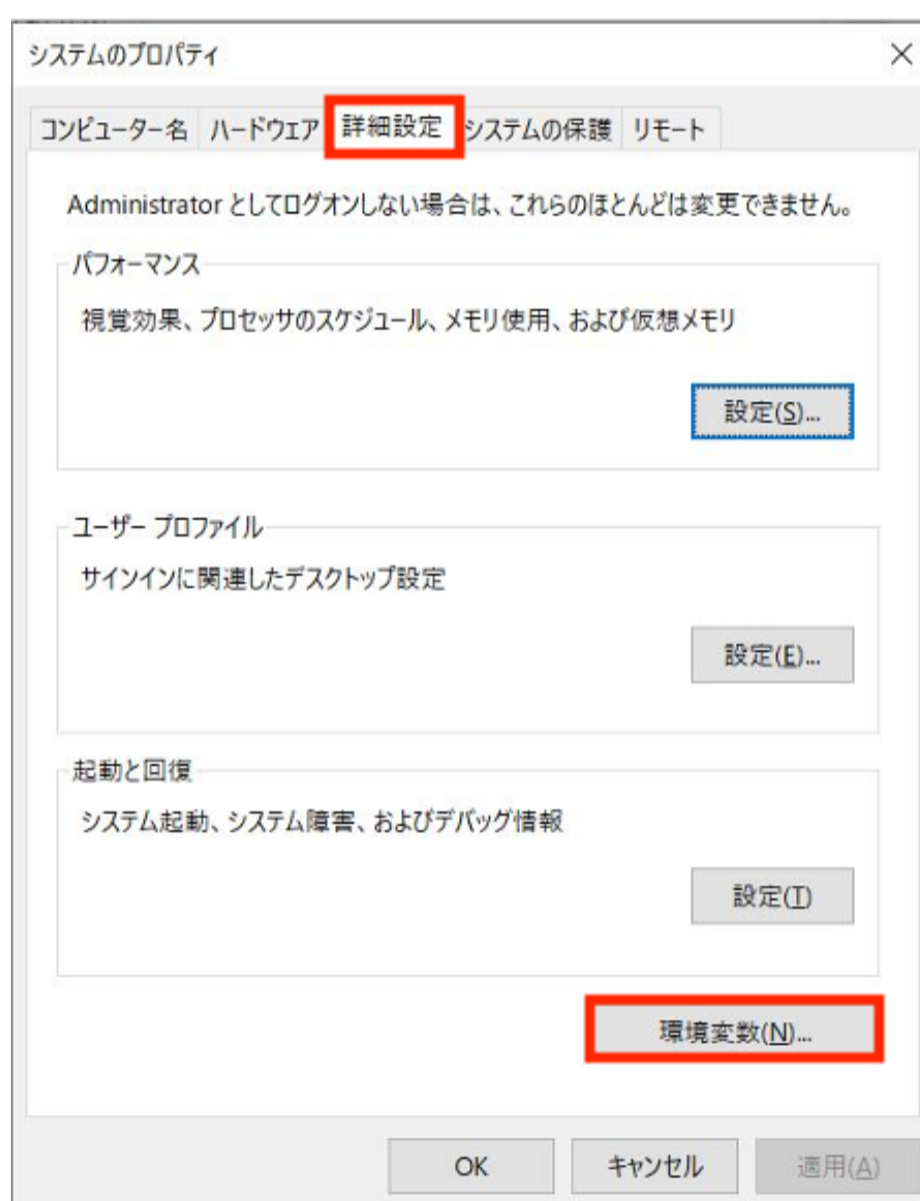 システムのプロパティ
コンピューター名 ハードウェア 詳細設定 システムの保護 リモート
Administrator としてログオンしない場合は、これらのほとんどは変更できません。
パフォーマンス
視覚効果、プロセッサのスケジュール、メモリ使用、および仮想メモリ
設定(S)...
ユーザー プロファイル
サインインに関連したデスクトップ設定
設定(E)...
起動と回復
システム起動、システム障害、およびデバッグ情報
設定(T)
環境変数(N)...
OK キャンセル 適用(A)